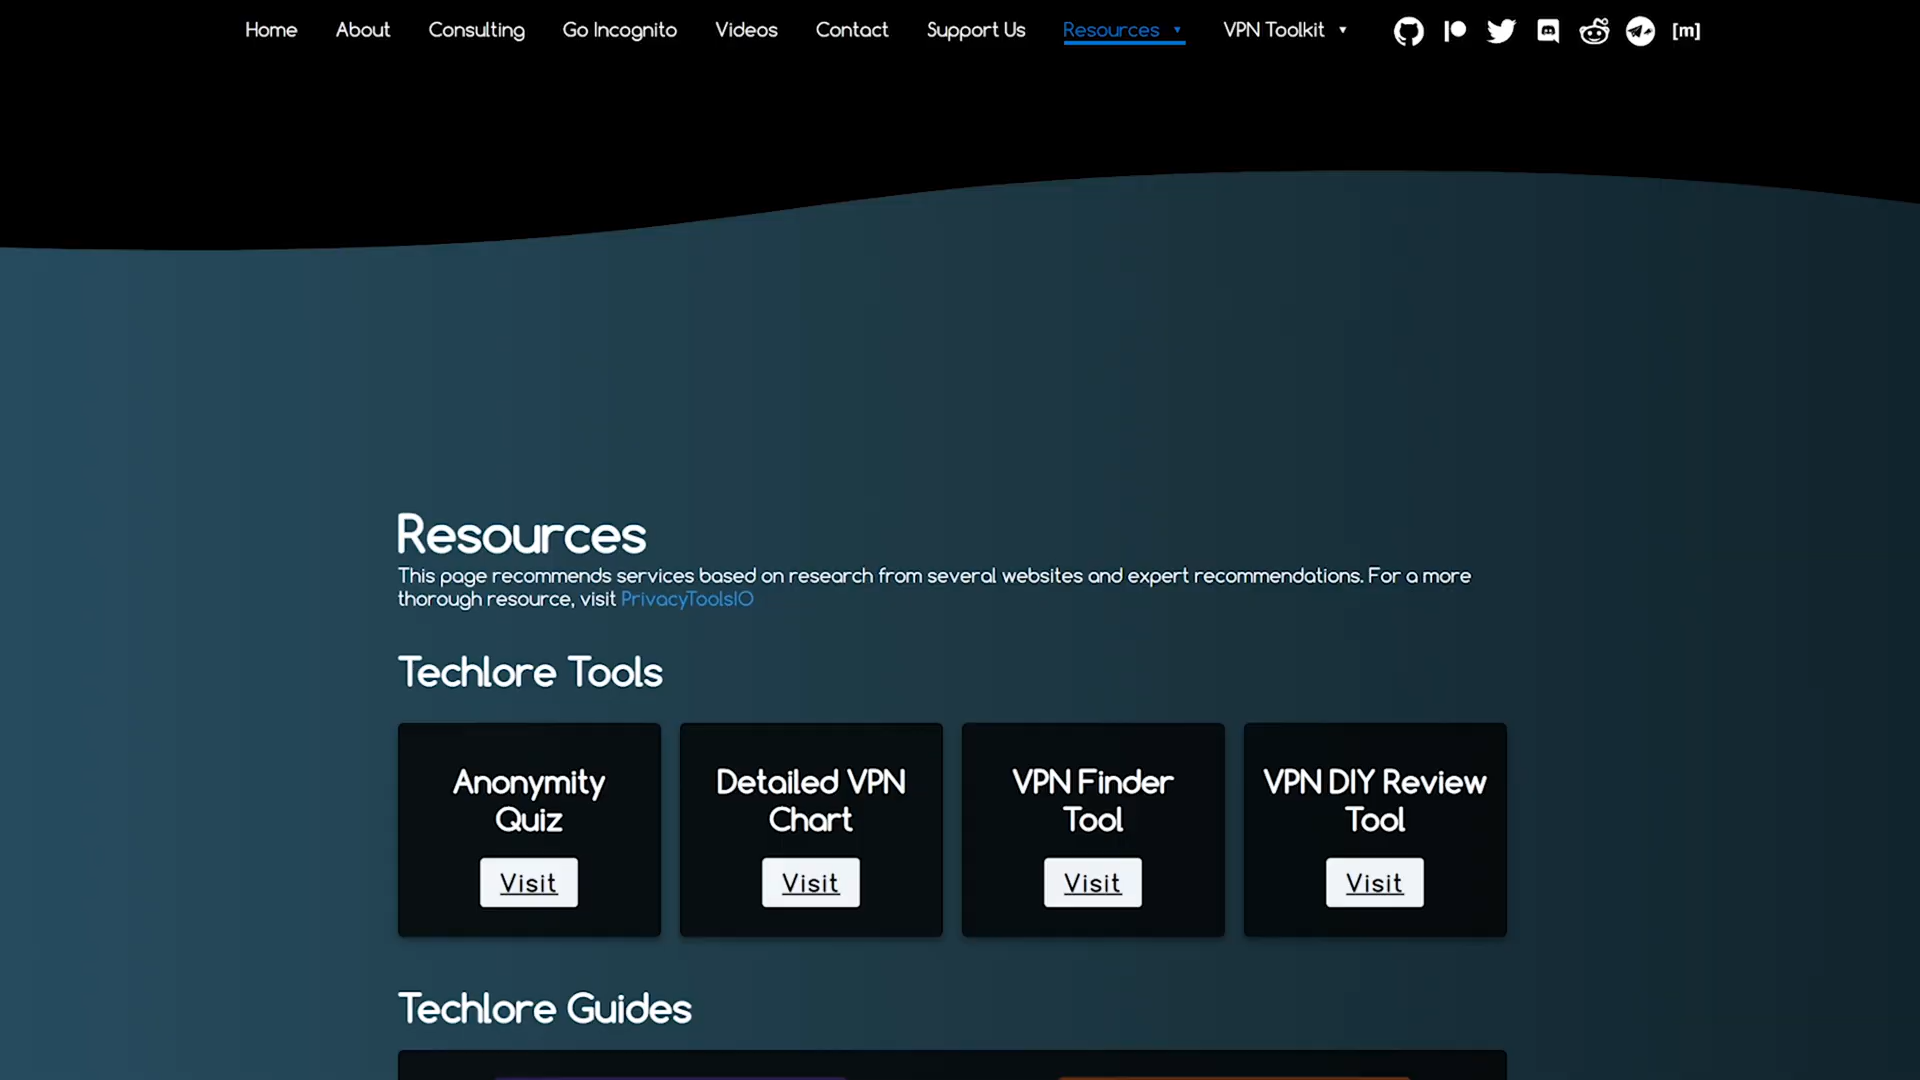 Home About Consulting Go Incognito Videos Contact Support Us Resources VPN Toolkit [m]
Resources
This page recommends services based on research from several websites and expert recommendations. For a more
thorough resource, visit PrivacyToolsIO
Techlore Tools
Anonymity
Quiz
Visit
Detailed VPN
Chart
Visit
VPN Finder
Tool
Visit
VPN DIY Review
Tool
Visit
Techlore Guides